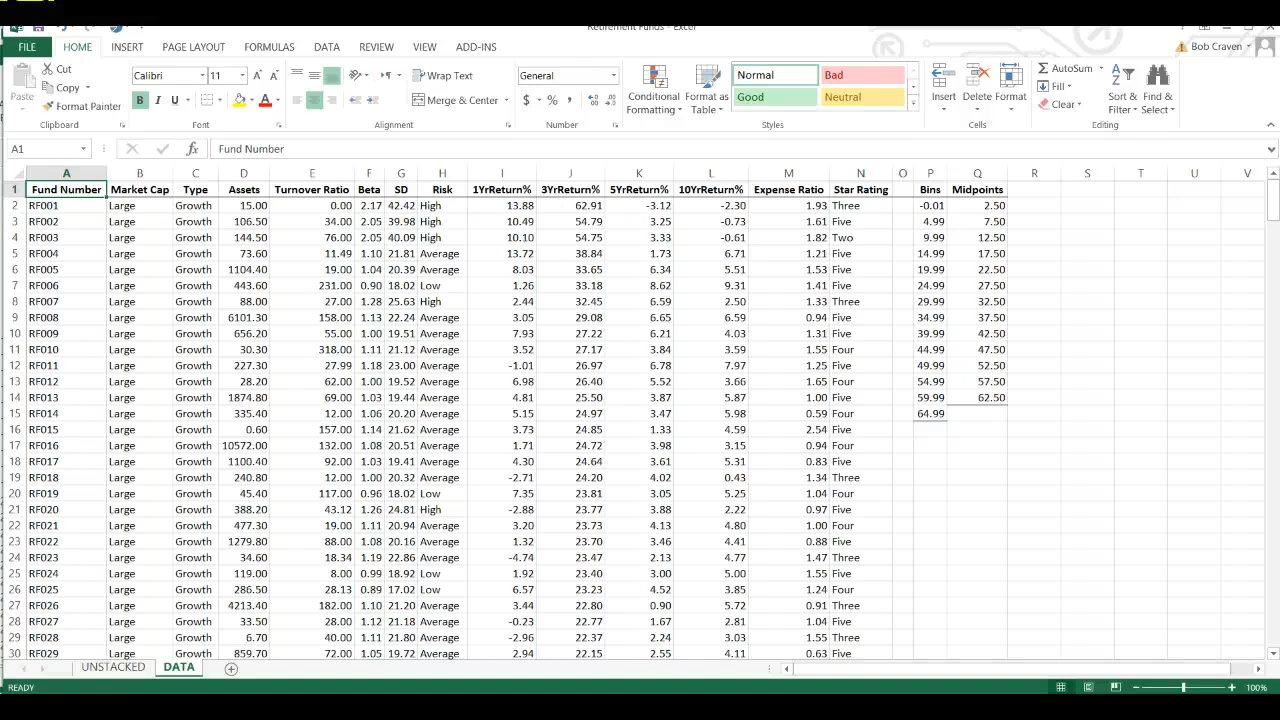 Retirement Funds - Excel
FILE HOME INSERT PAGE LAYOUT FORMULAS DATA REVIEW VIEW ADD-INS Bob Craven
Cut Calibri 11 Wrap Text General Normal Bad AutoSum
Paste Copy Conditional Format as Insert Delete Format Fill Sort & Find &
Format Painter B I U Merge & Center $ % , Formatting Table Good Neutral Clear Filter Select
Clipboard Font Alignment Number Styles Cells Editing
A1 fx Fund Number
A B C D E F G H I J K L M N O P Q R S T U V
1 Fund Number Market Cap Type Assets Turnover Ratio Beta SD Risk 1YrReturn% 3YrReturn% 5YrReturn% 10YrReturn% Expense Ratio Star Rating Bins Midpoints
2 RF001 Large Growth 15.00 0.00 2.17 42.42 High 13.88 62.91 -3.12 -2.30 1.93 Three -0.01 2.50
3 RF002 Large Growth 106.50 34.00 2.05 39.98 High 10.49 54.79 3.25 -0.73 1.61 Five 4.99 7.50
4 RF003 Large Growth 144.50 76.00 2.05 40.09 High 10.10 54.75 3.33 -0.61 1.82 Two 9.99 12.50
5 RF004 Large Growth 73.60 11.49 1.10 21.81 Average 13.72 38.84 1.73 6.71 1.21 Five 14.99 17.50
6 RF005 Large Growth 1104.40 19.00 1.04 20.39 Average 8.03 33.65 6.34 5.51 1.53 Five 19.99 22.50
7 RF006 Large Growth 443.60 231.00 0.90 18.02 Low 1.26 33.18 8.62 9.31 1.41 Five 24.99 27.50
8 RF007 Large Growth 88.00 27.00 1.28 25.63 High 2.44 32.45 6.59 2.50 1.33 Three 29.99 32.50
9 RF008 Large Growth 6101.30 158.00 1.13 22.24 Average 3.05 29.08 6.65 6.59 0.94 Five 34.99 37.50
10 RF009 Large Growth 656.20 55.00 1.00 19.51 Average 7.93 27.22 6.21 4.03 1.31 Five 39.99 42.50
11 RF010 Large Growth 30.30 318.00 1.11 21.12 Average 3.52 27.17 3.84 3.59 1.55 Four 44.99 47.50
12 RF011 Large Growth 227.30 27.99 1.18 23.00 Average -1.01 26.97 6.78 7.97 1.25 Five 49.99 52.50
13 RF012 Large Growth 28.20 62.00 1.00 19.52 Average 6.98 26.40 5.52 3.66 1.65 Four 54.99 57.50
14 RF013 Large Growth 1874.80 69.00 1.03 19.44 Average 4.81 25.50 3.87 5.87 1.00 Five 59.99 62.50
15 RF014 Large Growth 335.40 12.00 1.06 20.20 Average 5.15 24.97 3.47 5.98 0.59 Four 64.99
16 RF015 Large Growth 0.60 157.00 1.14 21.62 Average 3.73 24.85 1.33 4.59 2.54 Five
17 RF016 Large Growth 10572.00 132.00 1.08 20.51 Average 1.71 24.72 3.98 3.15 0.94 Four
18 RF017 Large Growth 1100.40 92.00 1.03 19.41 Average 4.30 24.64 3.61 5.31 0.83 Five
19 RF018 Large Growth 240.80 12.00 1.00 20.32 Average -2.71 24.20 4.02 0.43 1.34 Three
20 RF019 Large Growth 45.40 117.00 0.96 18.02 Low 7.35 23.81 3.05 5.25 1.04 Four
21 RF020 Large Growth 388.20 43.12 1.26 24.81 High -2.88 23.77 3.88 2.22 0.97 Five
22 RF021 Large Growth 477.30 19.00 1.11 20.94 Average 3.20 23.73 4.13 4.80 1.00 Four
23 RF022 Large Growth 1279.80 88.00 1.08 20.16 Average 1.32 23.70 3.46 4.41 0.88 Five
24 RF023 Large Growth 34.60 18.34 1.19 22.86 Average -4.74 23.47 2.13 4.77 1.47 Three
25 RF024 Large Growth 119.00 8.00 0.99 18.92 Low 1.92 23.40 3.00 5.00 1.55 Five
26 RF025 Large Growth 286.50 28.13 0.89 17.02 Low 6.57 23.23 4.52 3.85 1.24 Four
27 RF026 Large Growth 4213.40 182.00 1.10 21.20 Average 3.44 22.80 0.90 5.72 0.91 Three
28 RF027 Large Growth 33.50 28.00 1.12 21.18 Average -0.23 22.77 1.67 2.81 1.04 Five
29 RF028 Large Growth 6.70 40.00 1.11 21.80 Average -2.96 22.37 2.24 3.03 1.55 Three
30 RF029 Large Growth 859.70 72.00 1.05 19.72 Average 2.94 22.15 2.55 4.11 0.63 Five
UNSTACKED DATA
READY 100%